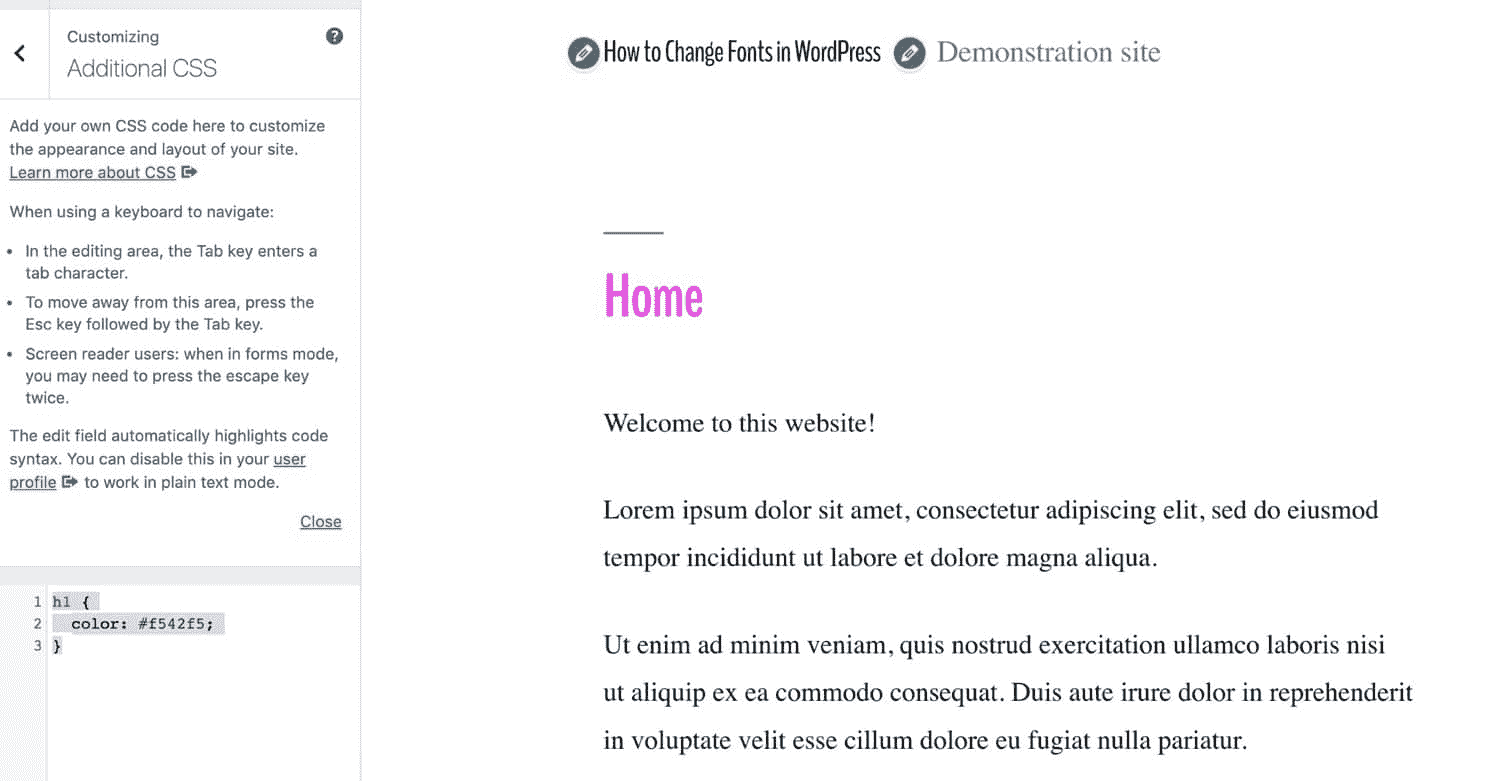 Customizing
Additional CSS
?
Add your own CSS code here to customize
the appearance and layout of your site.
Learn more about CSS
When using a keyboard to navigate:
• In the editing area, the Tab key enters a
tab character.
• To move away from this area, press the
Esc key followed by the Tab key.
• Screen reader users: when in forms mode,
you may need to press the escape key
twice.
The edit field automatically highlights code
syntax. You can disable this in your user
profile to work in plain text mode.
Close
1 h1 {
2   color: #f542f5;
3 }
How to Change Fonts in WordPress Demonstration site
Home
Welcome to this website!
Lorem ipsum dolor sit amet, consectetur adipiscing elit, sed do eiusmod
tempor incididunt ut labore et dolore magna aliqua.
Ut enim ad minim veniam, quis nostrud exercitation ullamco laboris nisi
ut aliquip ex ea commodo consequat. Duis aute irure dolor in reprehenderit
in voluptate velit esse cillum dolore eu fugiat nulla pariatur.